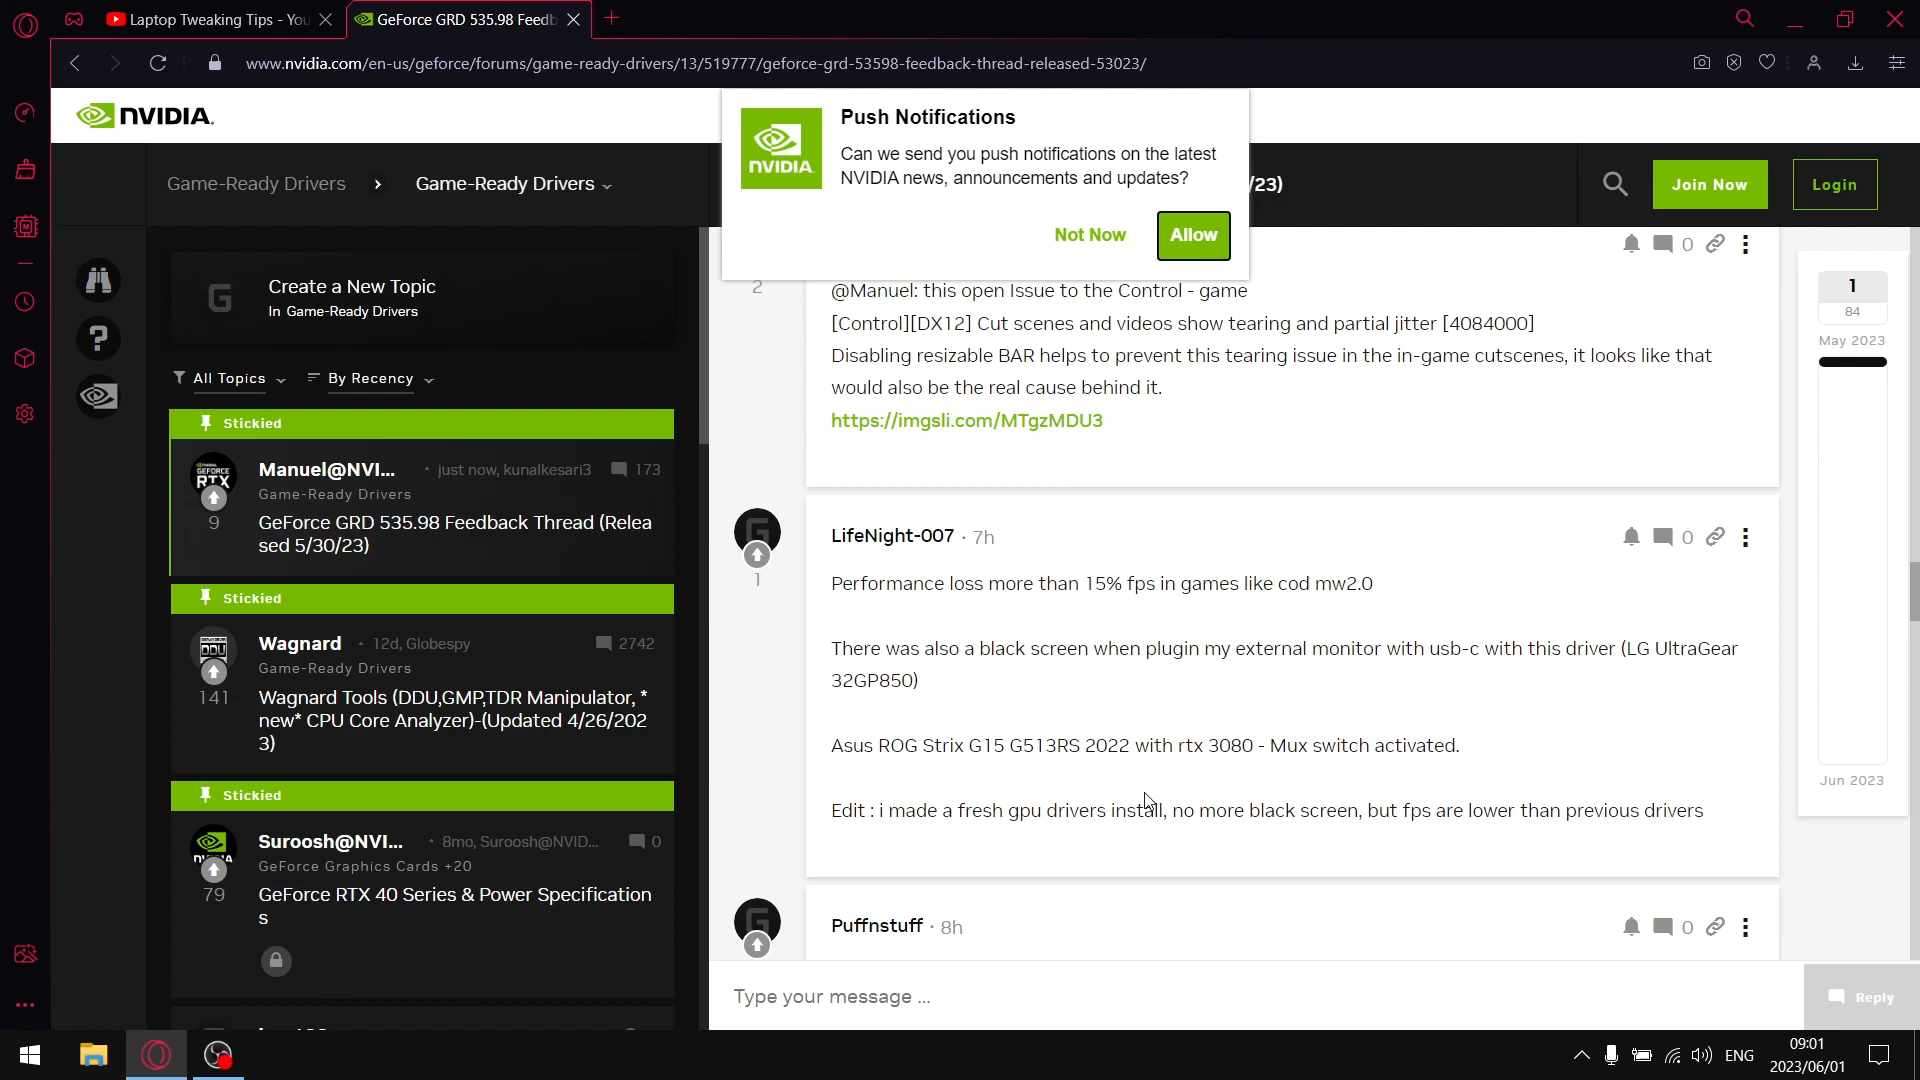 Laptop Tweaking Tips - You
GeForce GRD 535.98 Feedb
www.nvidia.com/en-us/geforce/forums/game-ready-drivers/13/519777/geforce-grd-53598-feedback-thread-released-53023/
NVIDIA.
Push Notifications
Can we send you push notifications on the latest
NVIDIA news, announcements and updates?
NVIDIA.
Not Now
Allow
Game-Ready Drivers
Game-Ready Drivers
/23)
Join Now
Login
Create a New Topic
In Game-Ready Drivers
All Topics
By Recency
Stickied
Manuel@NVI...
· just now, kunalkesari3
173
GEFORCE
RTX
Game-Ready Drivers
9
GeForce GRD 535.98 Feedback Thread (Relea
sed 5/30/23)
Stickied
Wagnard
· 12d, Globespy
2742
DDU
Game-Ready Drivers
141
Wagnard Tools (DDU,GMP,TDR Manipulator, *
new* CPU Core Analyzer)-(Updated 4/26/202
3)
Stickied
Suroosh@NVI...
· 8mo, Suroosh@NVID...
0
GeForce Graphics Cards +20
79
GeForce RTX 40 Series & Power Specification
s
0
2
@Manuel: this open Issue to the Control - game
[Control][DX12] Cut scenes and videos show tearing and partial jitter [4084000]
Disabling resizable BAR helps to prevent this tearing issue in the in-game cutscenes, it looks like that
would also be the real cause behind it.
https://imgsli.com/MTgzMDU3
LifeNight-007 · 7h
0
1
Performance loss more than 15% fps in games like cod mw2.0
There was also a black screen when plugin my external monitor with usb-c with this driver (LG UltraGear
32GP850)
Asus ROG Strix G15 G513RS 2022 with rtx 3080 - Mux switch activated.
Edit : i made a fresh gpu drivers install, no more black screen, but fps are lower than previous drivers
Puffnstuff · 8h
0
Type your message ...
Reply
1
84
May 2023
Jun 2023
ENG
09:01
2023/06/01